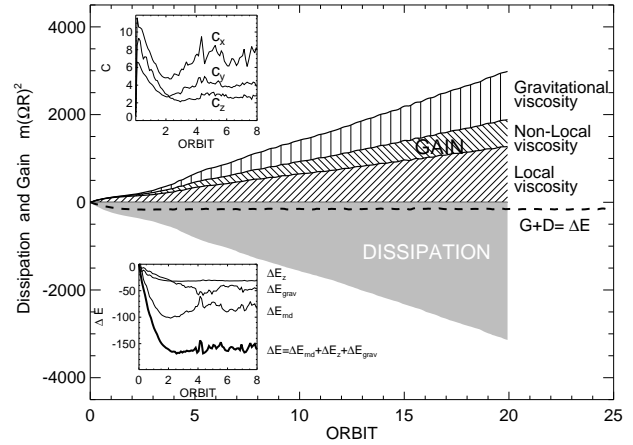 4000
2000
0
-2000
-4000
Dissipation and Gain m(ΩR)²
0 5 10 15 20 25
ORBIT
10
8
6
4
2
0
C
C_x
C_y
C_z
0 2 4 6 8
ORBIT
Gravitational
viscosity
Non-Local
viscosity
Local
viscosity
GAIN
G+D= ΔE
DISSIPATION
0
-50
-100
-150
Δ E
ΔE_z
ΔE_grav
ΔE_rnd
ΔE=ΔE_rnd+ΔE_z+ΔE_grav
0 2 4 6 8
ORBIT